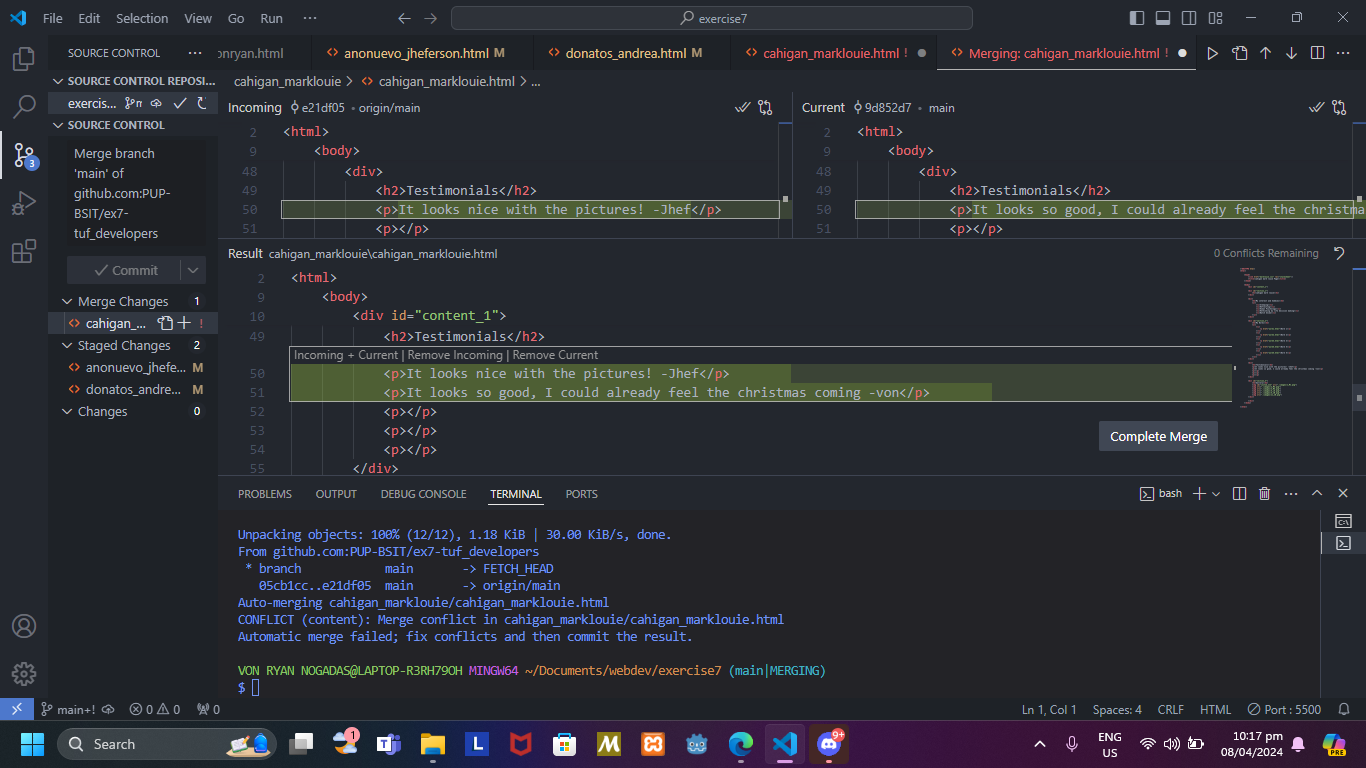 File Edit Selection View Go Run ··· exercise7
SOURCE CONTROL ··· onryan.html anonuevo_jheferson.html M donatos_andrea.html M cahigan_marklouie.html ! Merging: cahigan_marklouie.html !
SOURCE CONTROL REPOSI...
exercis...
SOURCE CONTROL
Merge branch
'main' of
github.com:PUP-
BSIT/ex7-
tuf_developers
Commit
Merge Changes 1
cahigan_... !
Staged Changes 2
anonuevo_jhefe... M
donatos_andre... M
Changes 0
3
cahigan_marklouie > cahigan_marklouie.html > ...
Incoming e21df05 • origin/main
2 <html>
9 <body>
48 <div>
49 <h2>Testimonials</h2>
50 <p>It looks nice with the pictures! -Jhef</p>
51 <p></p>
Current 9d852d7 • main
2 <html>
9 <body>
48 <div>
49 <h2>Testimonials</h2>
50 <p>It looks so good, I could already feel the christma
51 <p></p>
Result cahigan_marklouie\cahigan_marklouie.html 0 Conflicts Remaining
2 <html>
9 <body>
10 <div id="content_1">
49 <h2>Testimonials</h2>
Incoming + Current | Remove Incoming | Remove Current
50 <p>It looks nice with the pictures! -Jhef</p>
51 <p>It looks so good, I could already feel the christmas coming -von</p>
52 <p></p>
53 <p></p>
54 <p></p>
55 </div>
Complete Merge
PROBLEMS OUTPUT DEBUG CONSOLE TERMINAL PORTS bash
Unpacking objects: 100% (12/12), 1.18 KiB | 30.00 KiB/s, done.
From github.com:PUP-BSIT/ex7-tuf_developers
* branch main -> FETCH_HEAD
05cb1cc..e21df05 main -> origin/main
Auto-merging cahigan_marklouie/cahigan_marklouie.html
CONFLICT (content): Merge conflict in cahigan_marklouie/cahigan_marklouie.html
Automatic merge failed; fix conflicts and then commit the result.
VON RYAN NOGADAS@LAPTOP-R3RH79OH MINGW64 ~/Documents/webdev/exercise7 (main|MERGING)
$
main+! 0 0 0 Ln 1, Col 1 Spaces: 4 CRLF HTML Port : 5500
Search 1 L M 9+ ENG
US
10:17 pm
08/04/2024
PRE